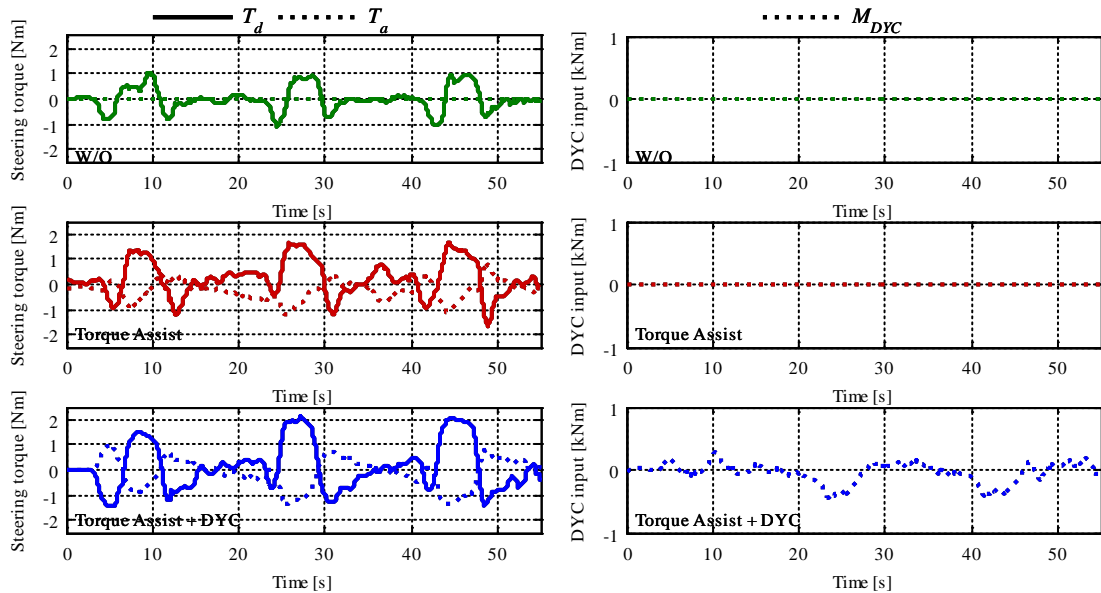 T_d T_a
M_DYC
Steering torque [Nm]
2
1
0
-1
-2
W/O
0 10 20 30 40 50
Time [s]
DYC input [kNm]
1
0
-1
W/O
0 10 20 30 40 50
Time [s]
Steering torque [Nm]
2
1
0
-1
-2
Torque Assist
0 10 20 30 40 50
Time [s]
DYC input [kNm]
1
0
-1
Torque Assist
0 10 20 30 40 50
Time [s]
Steering torque [Nm]
2
1
0
-1
-2
Torque Assist + DYC
0 10 20 30 40 50
Time [s]
DYC input [kNm]
1
0
-1
Torque Assist + DYC
0 10 20 30 40 50
Time [s]